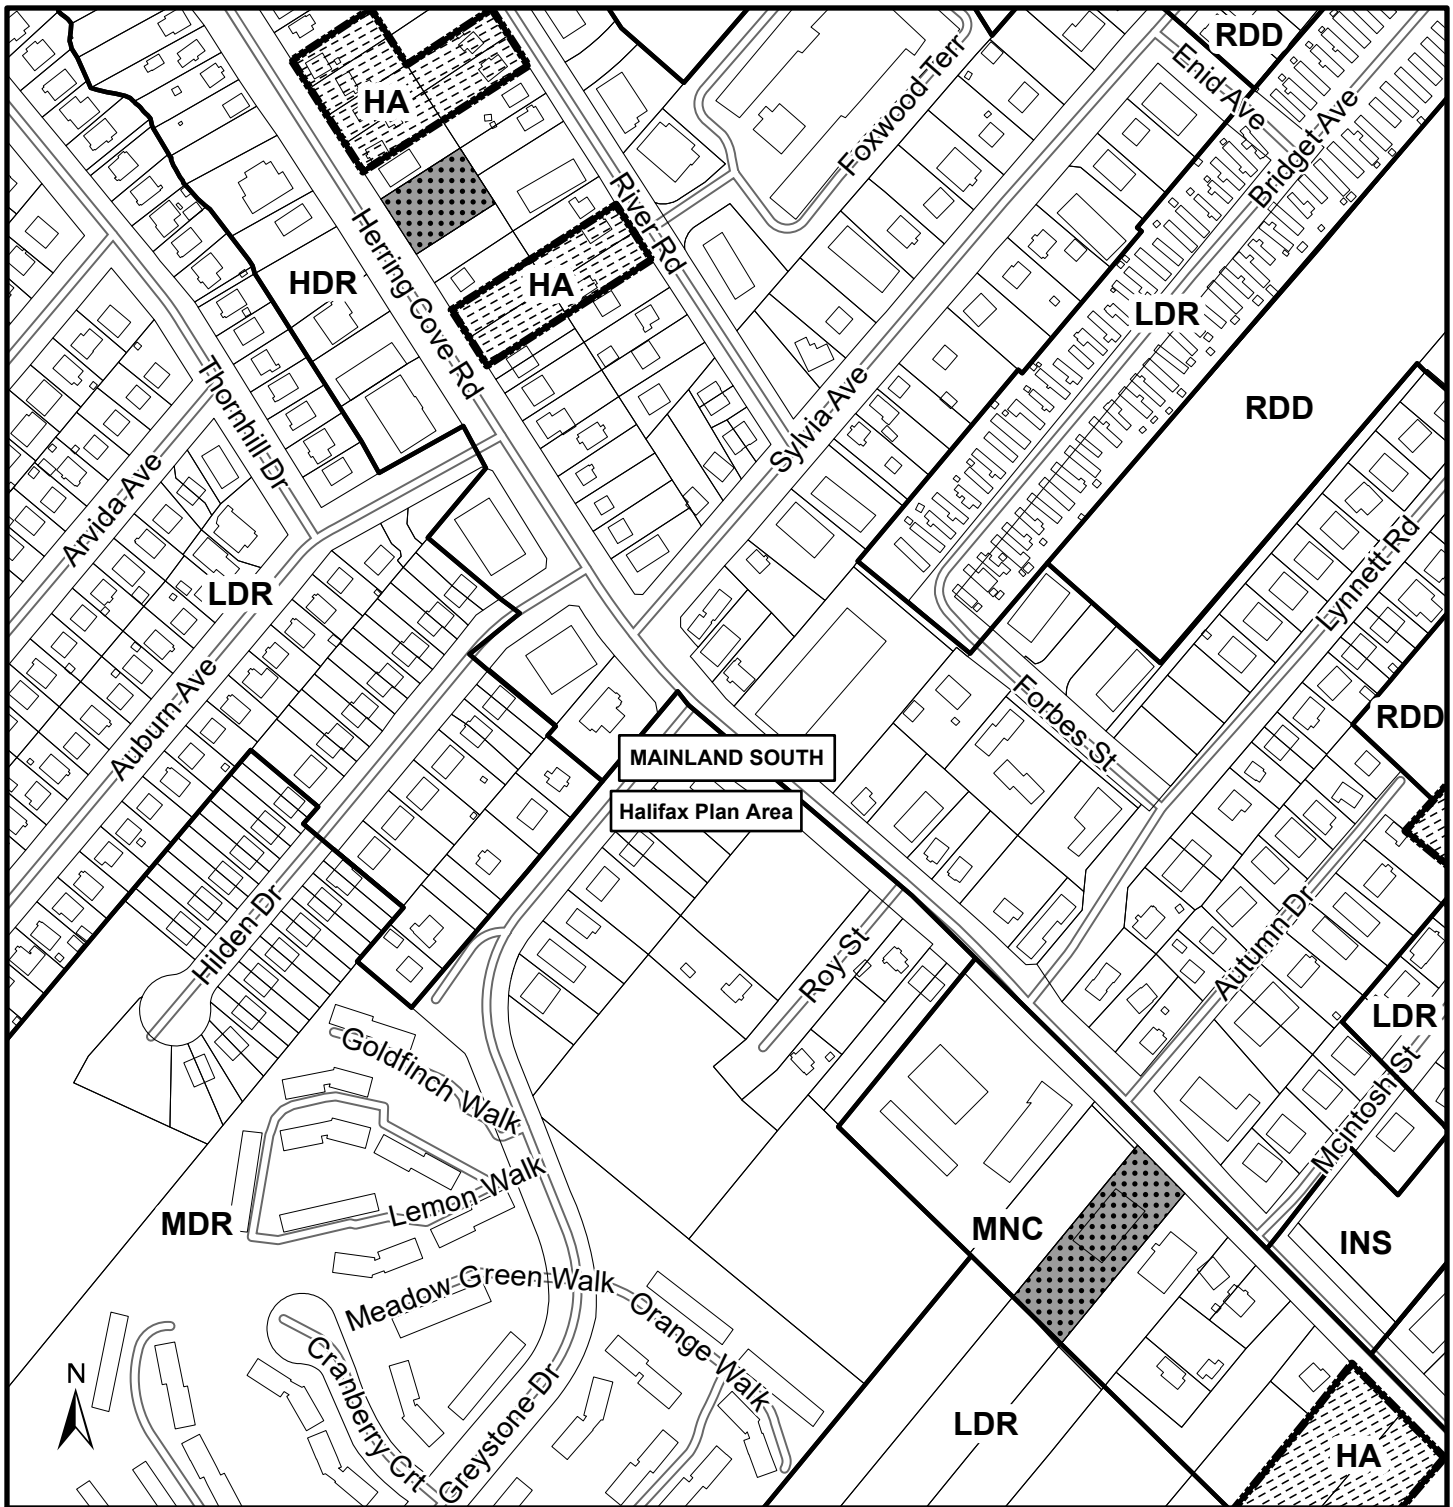 RDD
Enid Ave
HA
Foxwood Terr
Bridget Ave
River Rd
Herring Cove Rd
HDR
HA
LDR
Thornhill Dr
Sylvia Ave
RDD
Arvida Ave
Lynnett Rd
LDR
Auburn Ave
Forbes St
RDD
MAINLAND SOUTH
Halifax Plan Area
Hilden Dr
Roy St
Autumn Dr
LDR
Goldfinch Walk
Mcintosh St
Lemon Walk
MDR
MNC
INS
Meadow Green Walk
Orange Walk
Cranberry Crt
Greystone Dr
N
LDR
HA